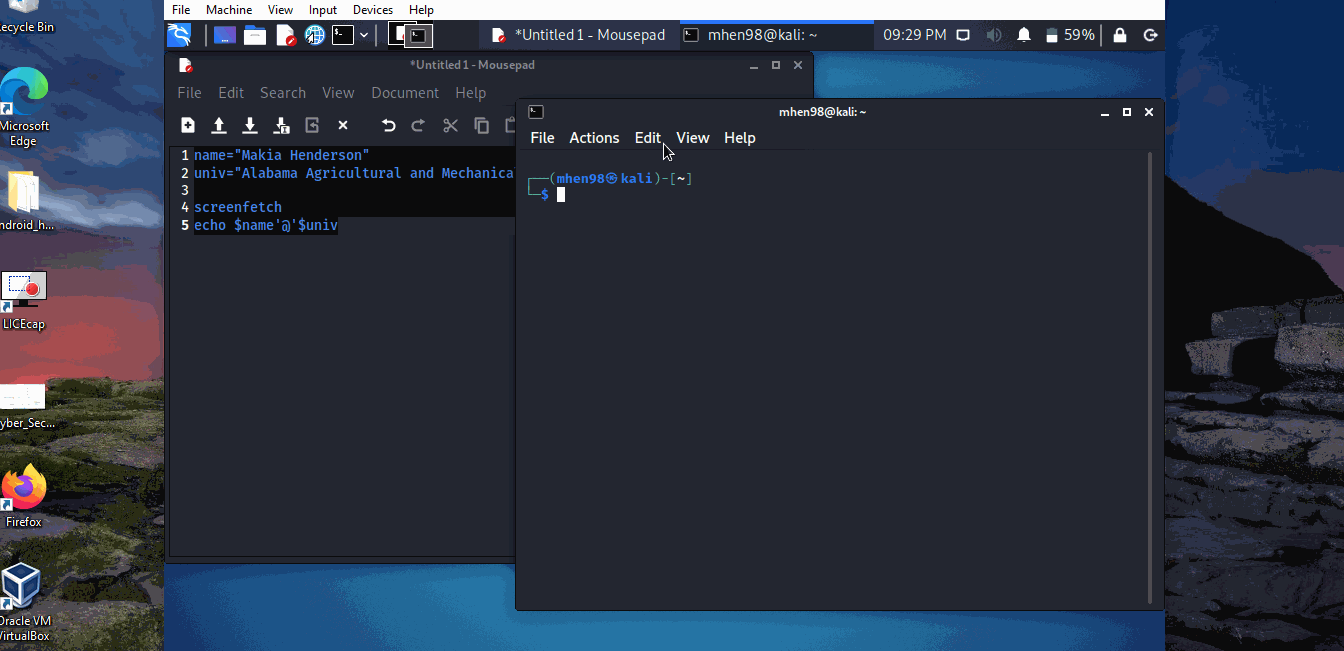 File Machine View Input Devices Help
*Untitled 1 - Mousepad
mhen98@kali: ~
09:29 PM
59%
*Untitled 1 - Mousepad
File Edit Search View Document Help
1 name="Makia Henderson"
2 univ="Alabama Agricultural and Mechanica
3
4 screenfetch
5 echo $name'@'$univ
mhen98@kali: ~
File Actions Edit View Help
┌──(mhen98㉿kali)-[~]
└─$
ecycle Bin
Microsoft
Edge
ndroid_h...
LICEcap
yber_Sec...
Firefox
Oracle VM
VirtualBox